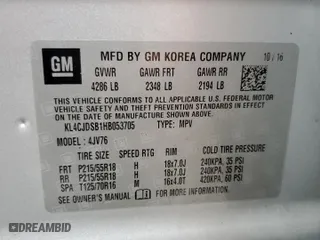 GM
MFD BY GM KOREA COMPANY 10/16
GVWR GAWR FRT GAWR RR
4286 LB 2348 LB 2194 LB
THIS VEHICLE CONFORMS TO ALL APPLICABLE U.S. FEDERAL MOTOR
VEHICLE SAFETY, BUMPER, AND THEFT PREVENTION STANDARDS
IN EFFECT ON THE DATE OF MANUFACTURE SHOWN ABOVE.
KL4CJDSB1HB053705 TYPE: MPV
MODEL: 4JV76
TIRE SIZE SPEED RTG RIM COLD TIRE PRESSURE
FRT P215/55R18 H 18x7.0J 240KPA, 35 PSI
RR P215/55R18 H 18x7.0J 240KPA, 35 PSI
SPA T125/70R16 M 16x4.0T 420KPA, 60 PSI
SEE OWNER'S MANUAL FOR MORE INFORMATION
DREAMBID